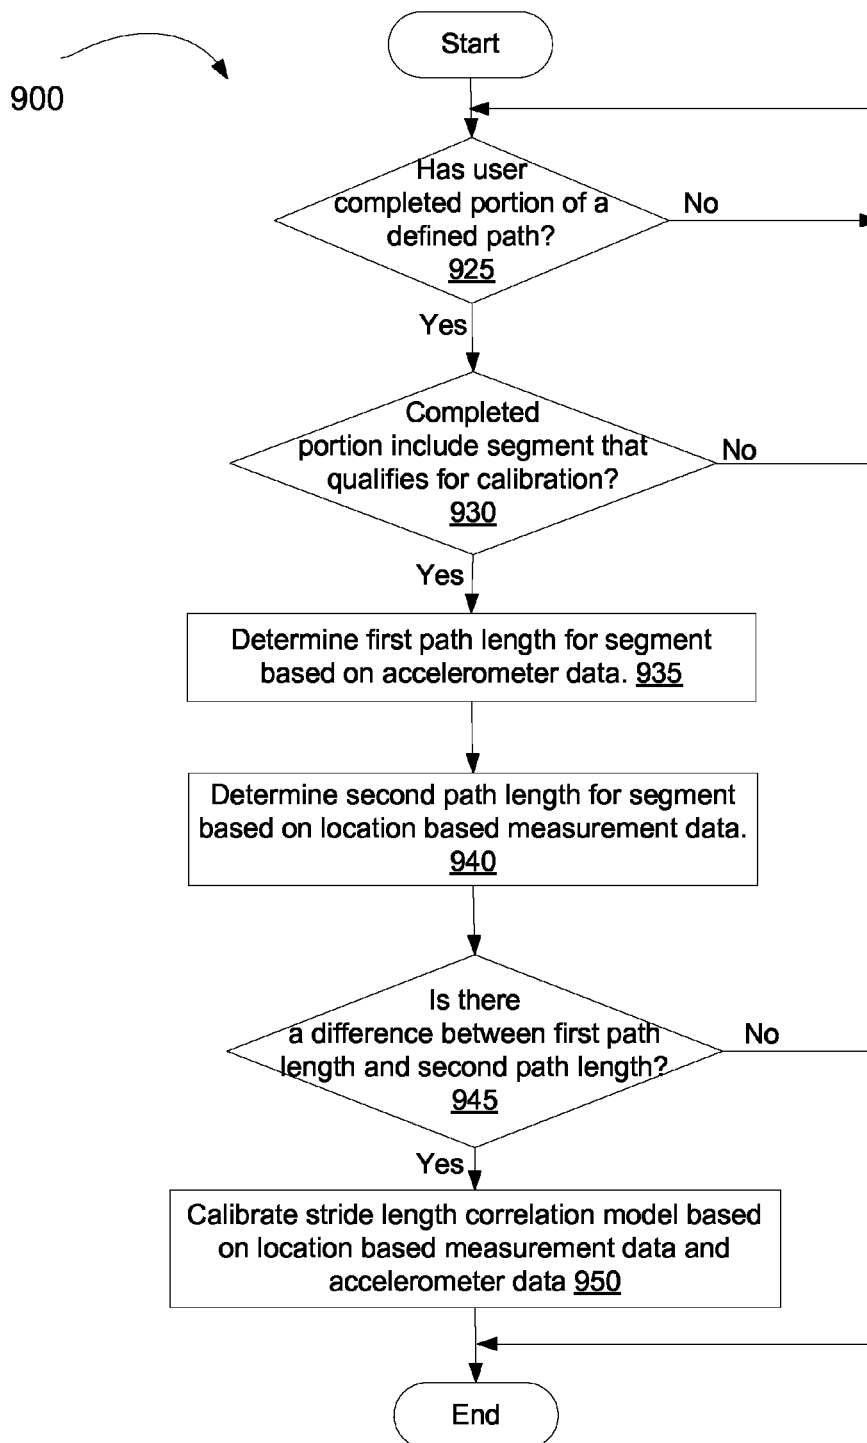 Start
900
Has user
completed portion of a
defined path?
925
No
Yes
Completed
portion include segment that
qualifies for calibration?
930
No
Yes
Determine first path length for segment
based on accelerometer data. 935
Determine second path length for segment
based on location based measurement data.
940
Is there
a difference between first path
length and second path length?
945
No
Yes
Calibrate stride length correlation model based
on location based measurement data and
accelerometer data 950
End